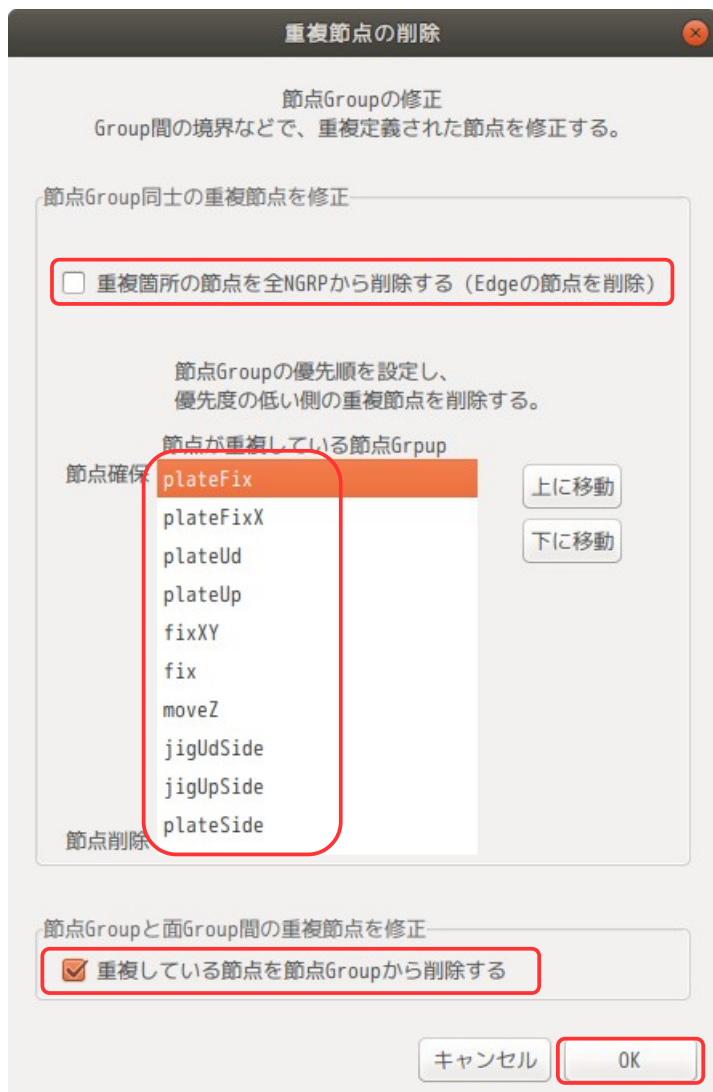 重複節点の削除
節点Groupの修正
Group間の境界などで、重複定義された節点を修正する。
節点Group同士の重複節点を修正
重複箇所の節点を全NGRPから削除する (Edgeの節点を削除)
節点Groupの優先順を設定し、
優先度の低い側の重複節点を削除する。
節点が重複している節点Grpup
節点確保
plateFix
上に移動
plateFixX
下に移動
plateUd
plateUp
fixXY
fix
moveZ
jigUdSide
jigUpSide
plateSide
節点削除
節点Groupと面Group間の重複節点を修正
重複している節点を節点Groupから削除する
キャンセル
OK